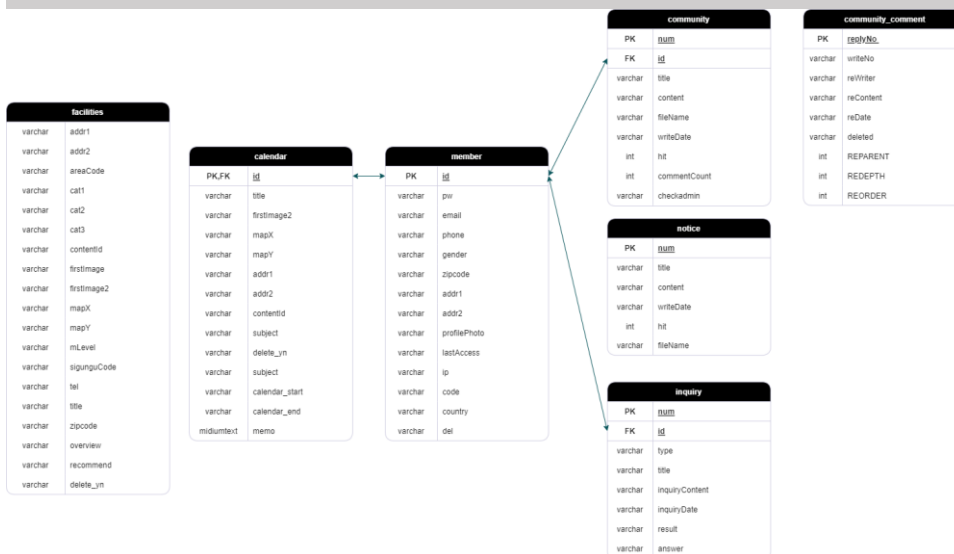 facilities
varchar addr1
varchar addr2
varchar areaCode
varchar cat1
varchar cat2
varchar cat3
varchar contentId
varchar firstImage
varchar firstImage2
varchar mapX
varchar mapY
varchar mLevel
varchar sigunguCode
varchar tel
varchar title
varchar zipcode
varchar overview
varchar recommend
varchar delete_yn
calendar
PK,FK id
varchar title
varchar firstImage2
varchar mapX
varchar mapY
varchar addr1
varchar addr2
varchar contentId
varchar subject
varchar delete_yn
varchar subject
varchar calendar_start
varchar calendar_end
midiumtext memo
member
PK id
varchar pw
varchar email
varchar phone
varchar gender
varchar zipcode
varchar addr1
varchar addr2
varchar profilePhoto
varchar lastAccess
varchar ip
varchar code
varchar country
varchar del
community
PK num
FK id
varchar title
varchar content
varchar fileName
varchar writeDate
int hit
int commentCount
varchar checkadmin
community_comment
PK replyNo
varchar writeNo
varchar reWriter
varchar reContent
varchar reDate
varchar deleted
int REPARENT
int REDEPTH
int REORDER
notice
PK num
varchar title
varchar content
varchar writeDate
int hit
varchar fileName
inquiry
PK num
FK id
varchar type
varchar title
varchar inquiryContent
varchar inquiryDate
varchar result
varchar answer